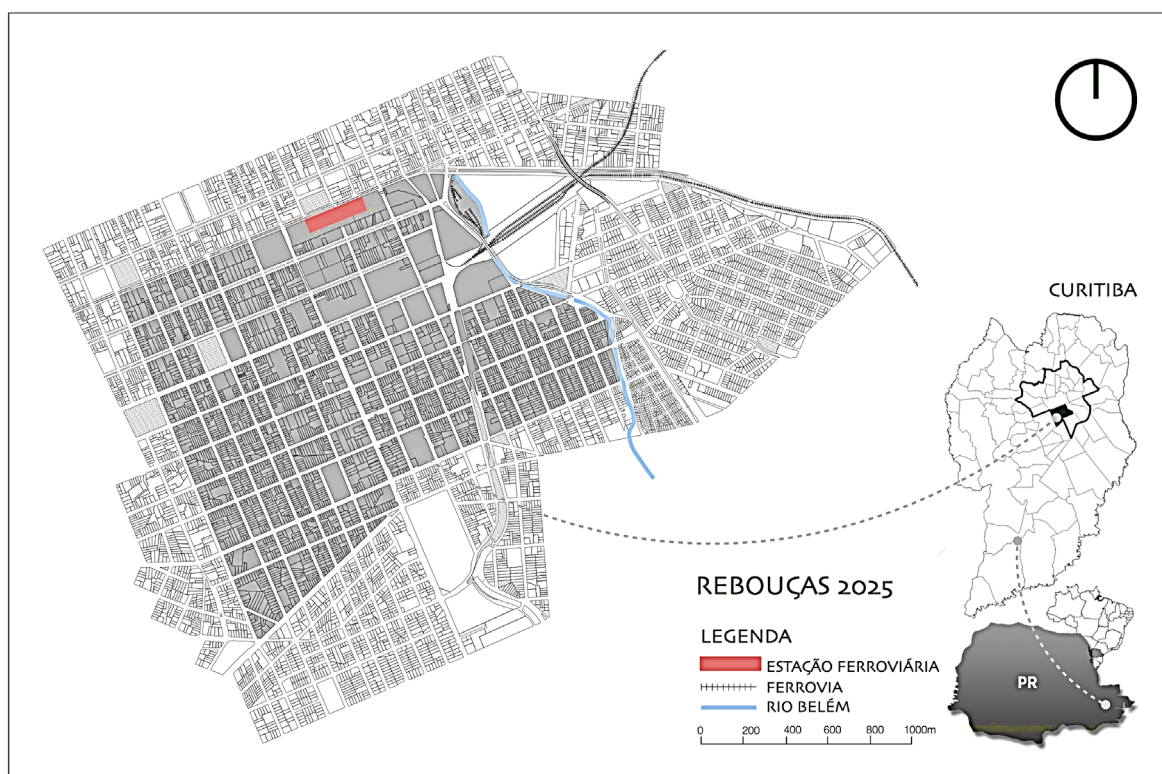 CURITIBA
REBOUÇAS 2025
LEGENDA
ESTAÇÃO FERROVIÁRIA
FERROVIA
RIO BELÉM
0 200 400 600 800 1000m
PR